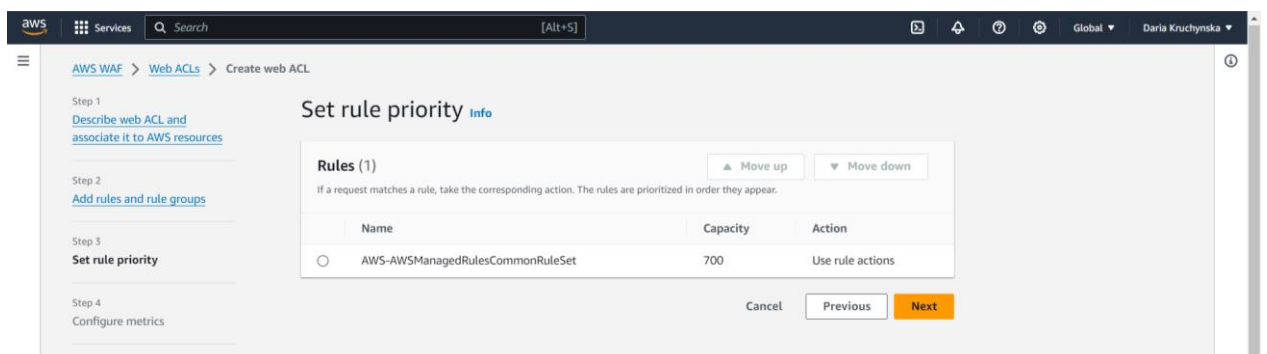 aws Services Search [Alt+S] Global ▼ Daria Kruchynska ▼
AWS WAF > Web ACLs > Create web ACL
Step 1
Describe web ACL and
associate it to AWS resources
Step 2
Add rules and rule groups
Step 3
Set rule priority
Step 4
Configure metrics
Set rule priority Info
Rules (1) ▲ Move up ▼ Move down
If a request matches a rule, take the corresponding action. The rules are prioritized in order they appear.
Name Capacity Action
AWS-AWSManagedRulesCommonRuleSet 700 Use rule actions
Cancel Previous Next